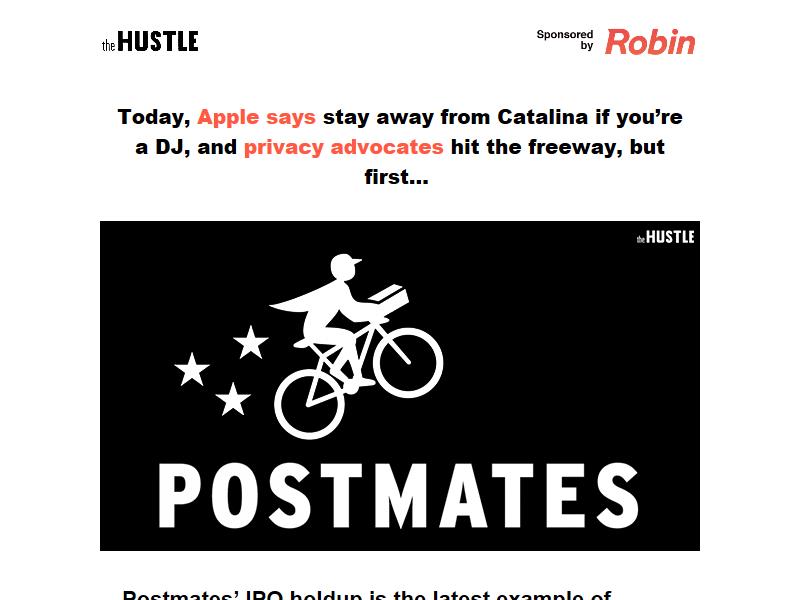 the HUSTLE
Sponsored by Robin
Today, Apple says stay away from Catalina if you’re
a DJ, and privacy advocates hit the freeway, but
first...
the HUSTLE
POSTMATES
Postmates’ IPO holdup is the latest example of